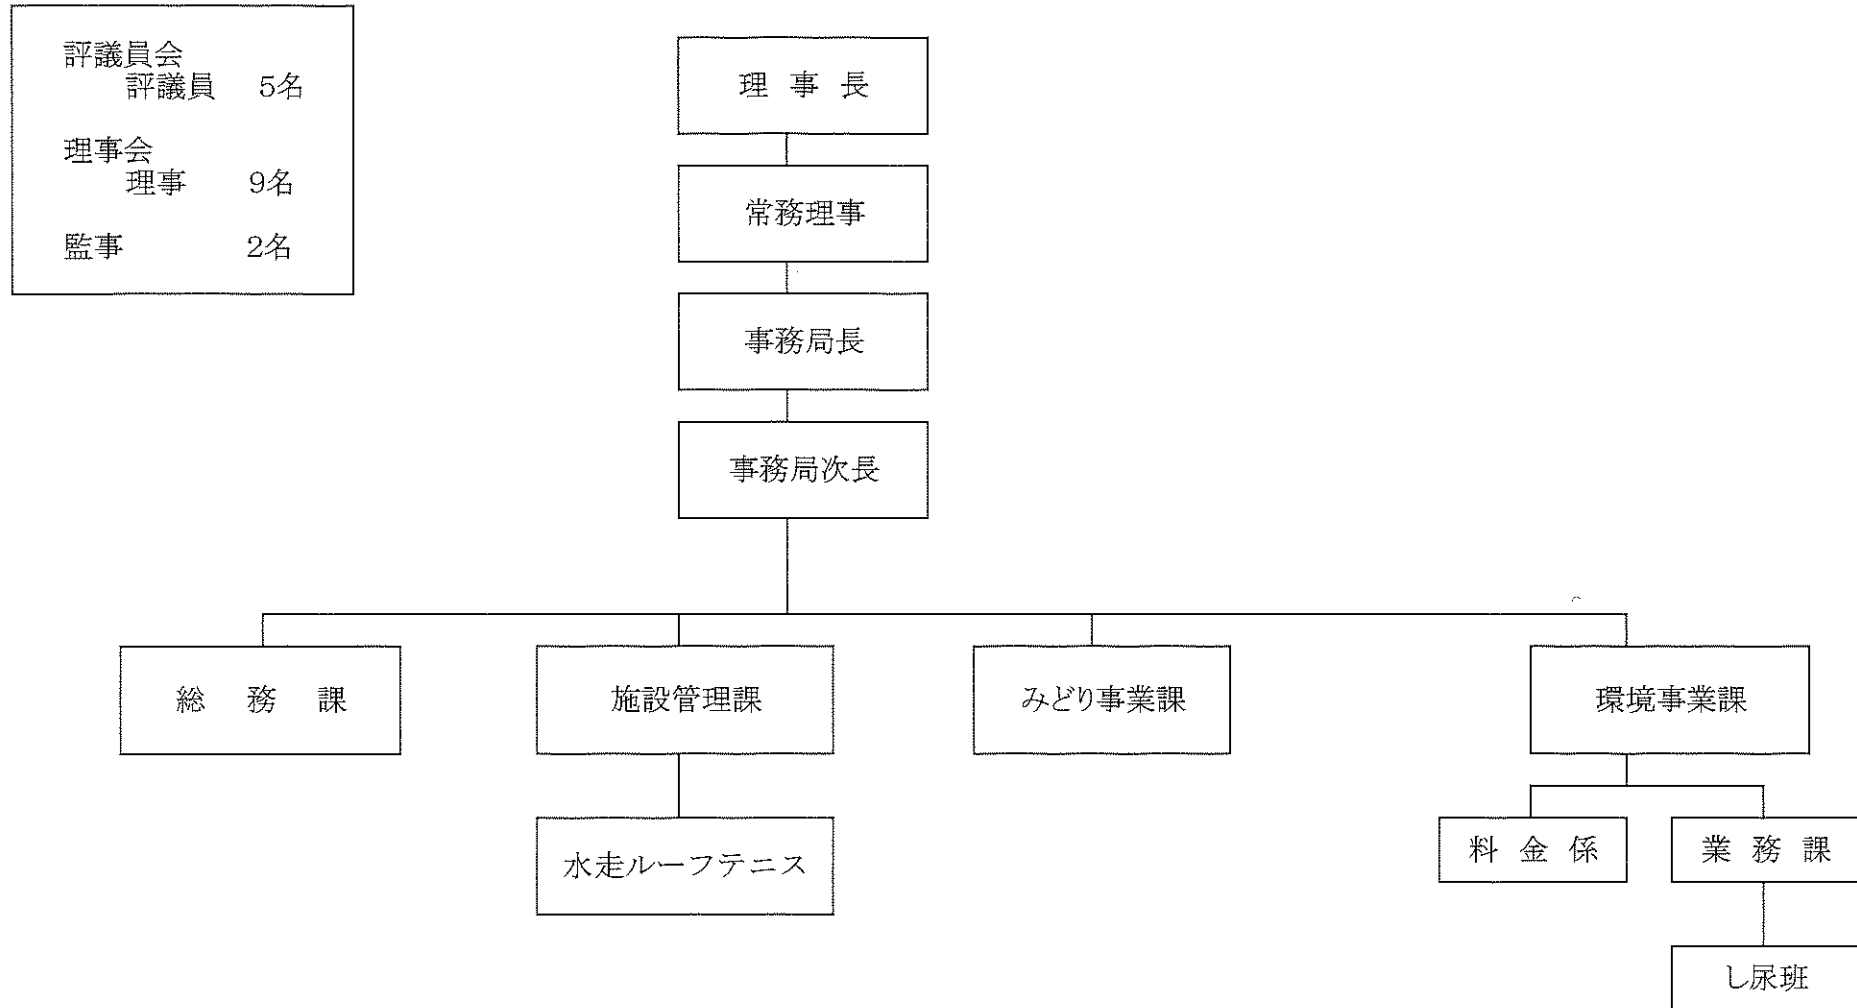 評議員会
評議員 5名
理事会
理事 9名
監事 2名
理事長
常務理事
事務局長
事務局次長
総務課
施設管理課
みどり事業課
環境事業課
水走ルーフテニス
料金係
業務課
し尿班